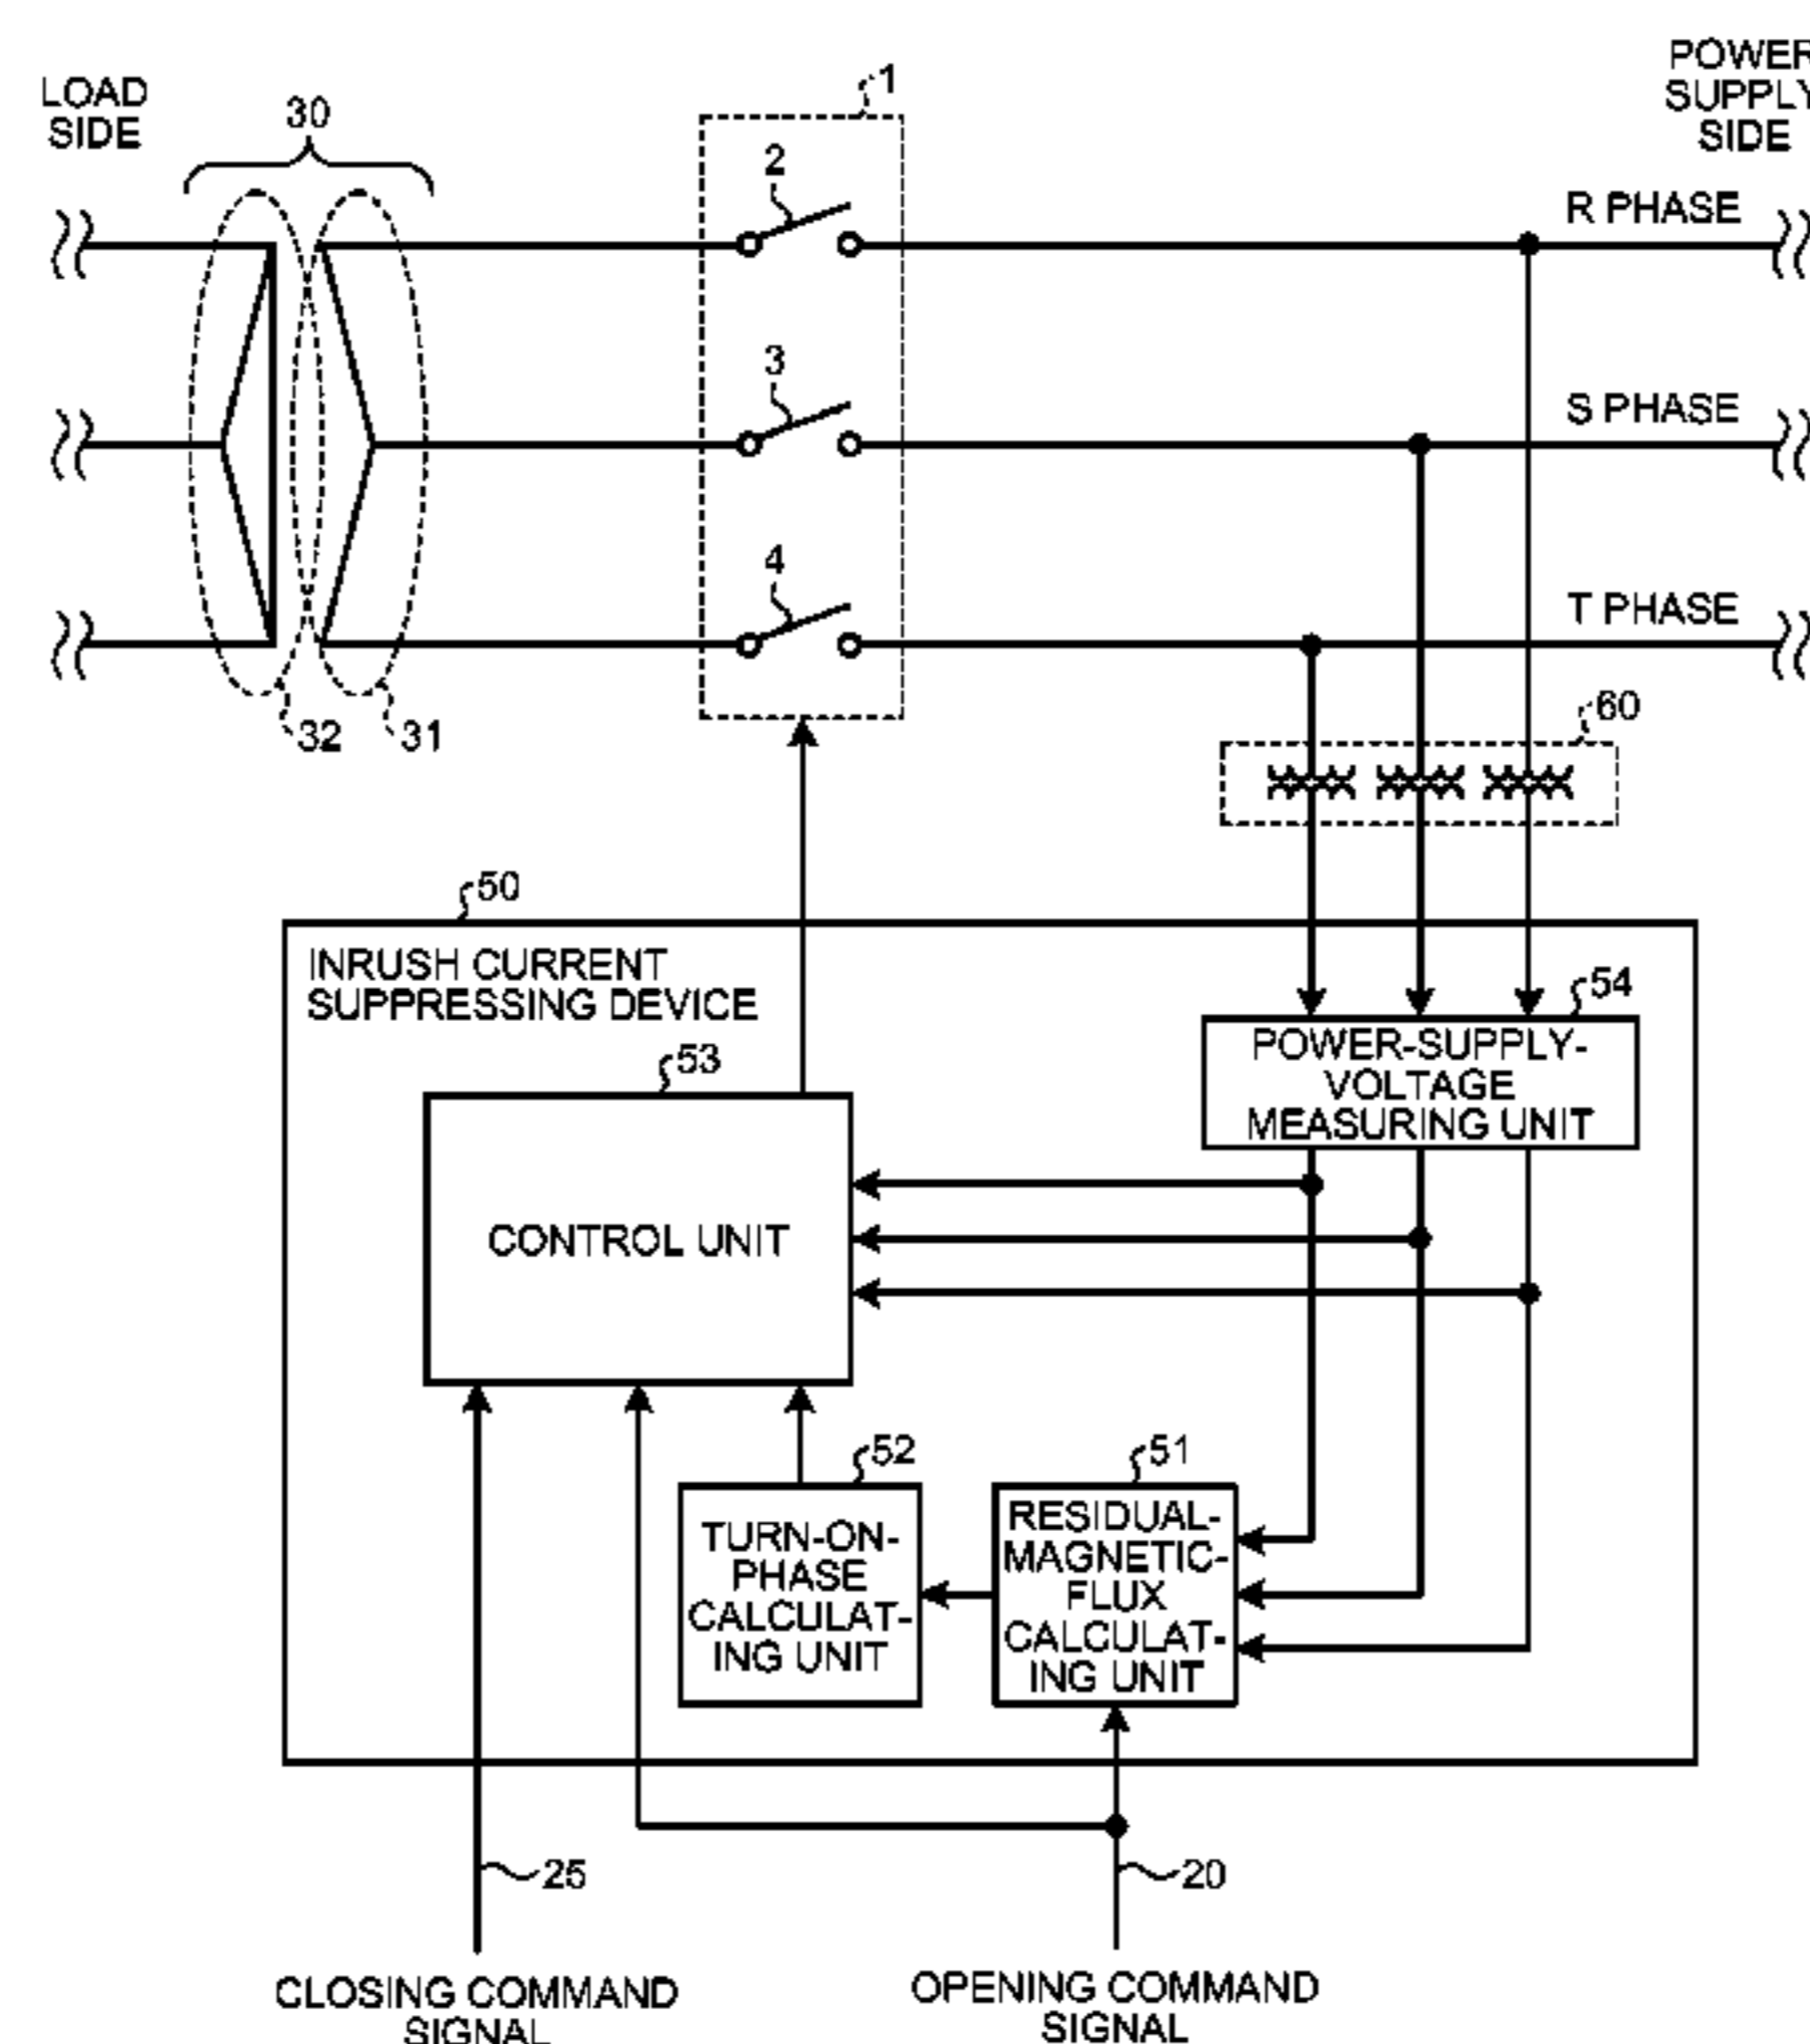 LOAD
SIDE
30
1
POWER
SUPPLY
SIDE
2
R PHASE
3
S PHASE
4
T PHASE
32
31
60
50
INRUSH CURRENT
SUPPRESSING DEVICE
54
POWER-SUPPLY-
VOLTAGE
MEASURING UNIT
53
CONTROL UNIT
52
TURN-ON-
PHASE
CALCULAT-
ING UNIT
51
RESIDUAL-
MAGNETIC-
FLUX
CALCULAT-
ING UNIT
25
20
CLOSING COMMAND
SIGNAL
OPENING COMMAND
SIGNAL